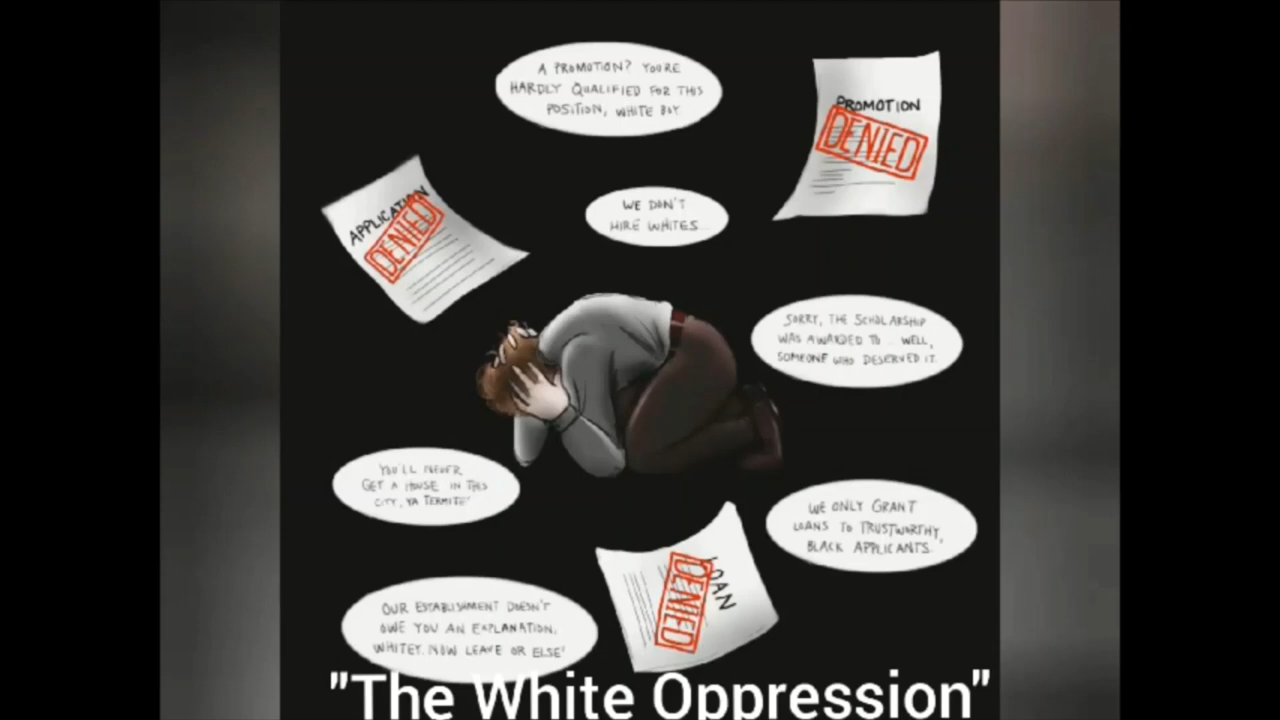 A PROMOTION? YOU'RE
HARDLY QUALIFIED FOR THIS
POSITION, WHITE BOY.
PROMOTION
DENIED
APPLICATION
DENIED
WE DON'T
HIRE WHITES.
SORRY, THE SCHOLARSHIP
WAS AWARDED TO... WELL,
SOMEONE WHO DESERVED IT.
YOU'LL NEVER
GET A HOUSE IN THIS
CITY, YA TERMITE!
WE ONLY GRANT
LOANS TO TRUSTWORTHY,
BLACK APPLICANTS.
LOAN
DENIED
OUR ESTABLISHMENT DOESN'T
OWE YOU AN EXPLANATION,
WHITEY. NOW LEAVE OR ELSE!
"The White Oppression"